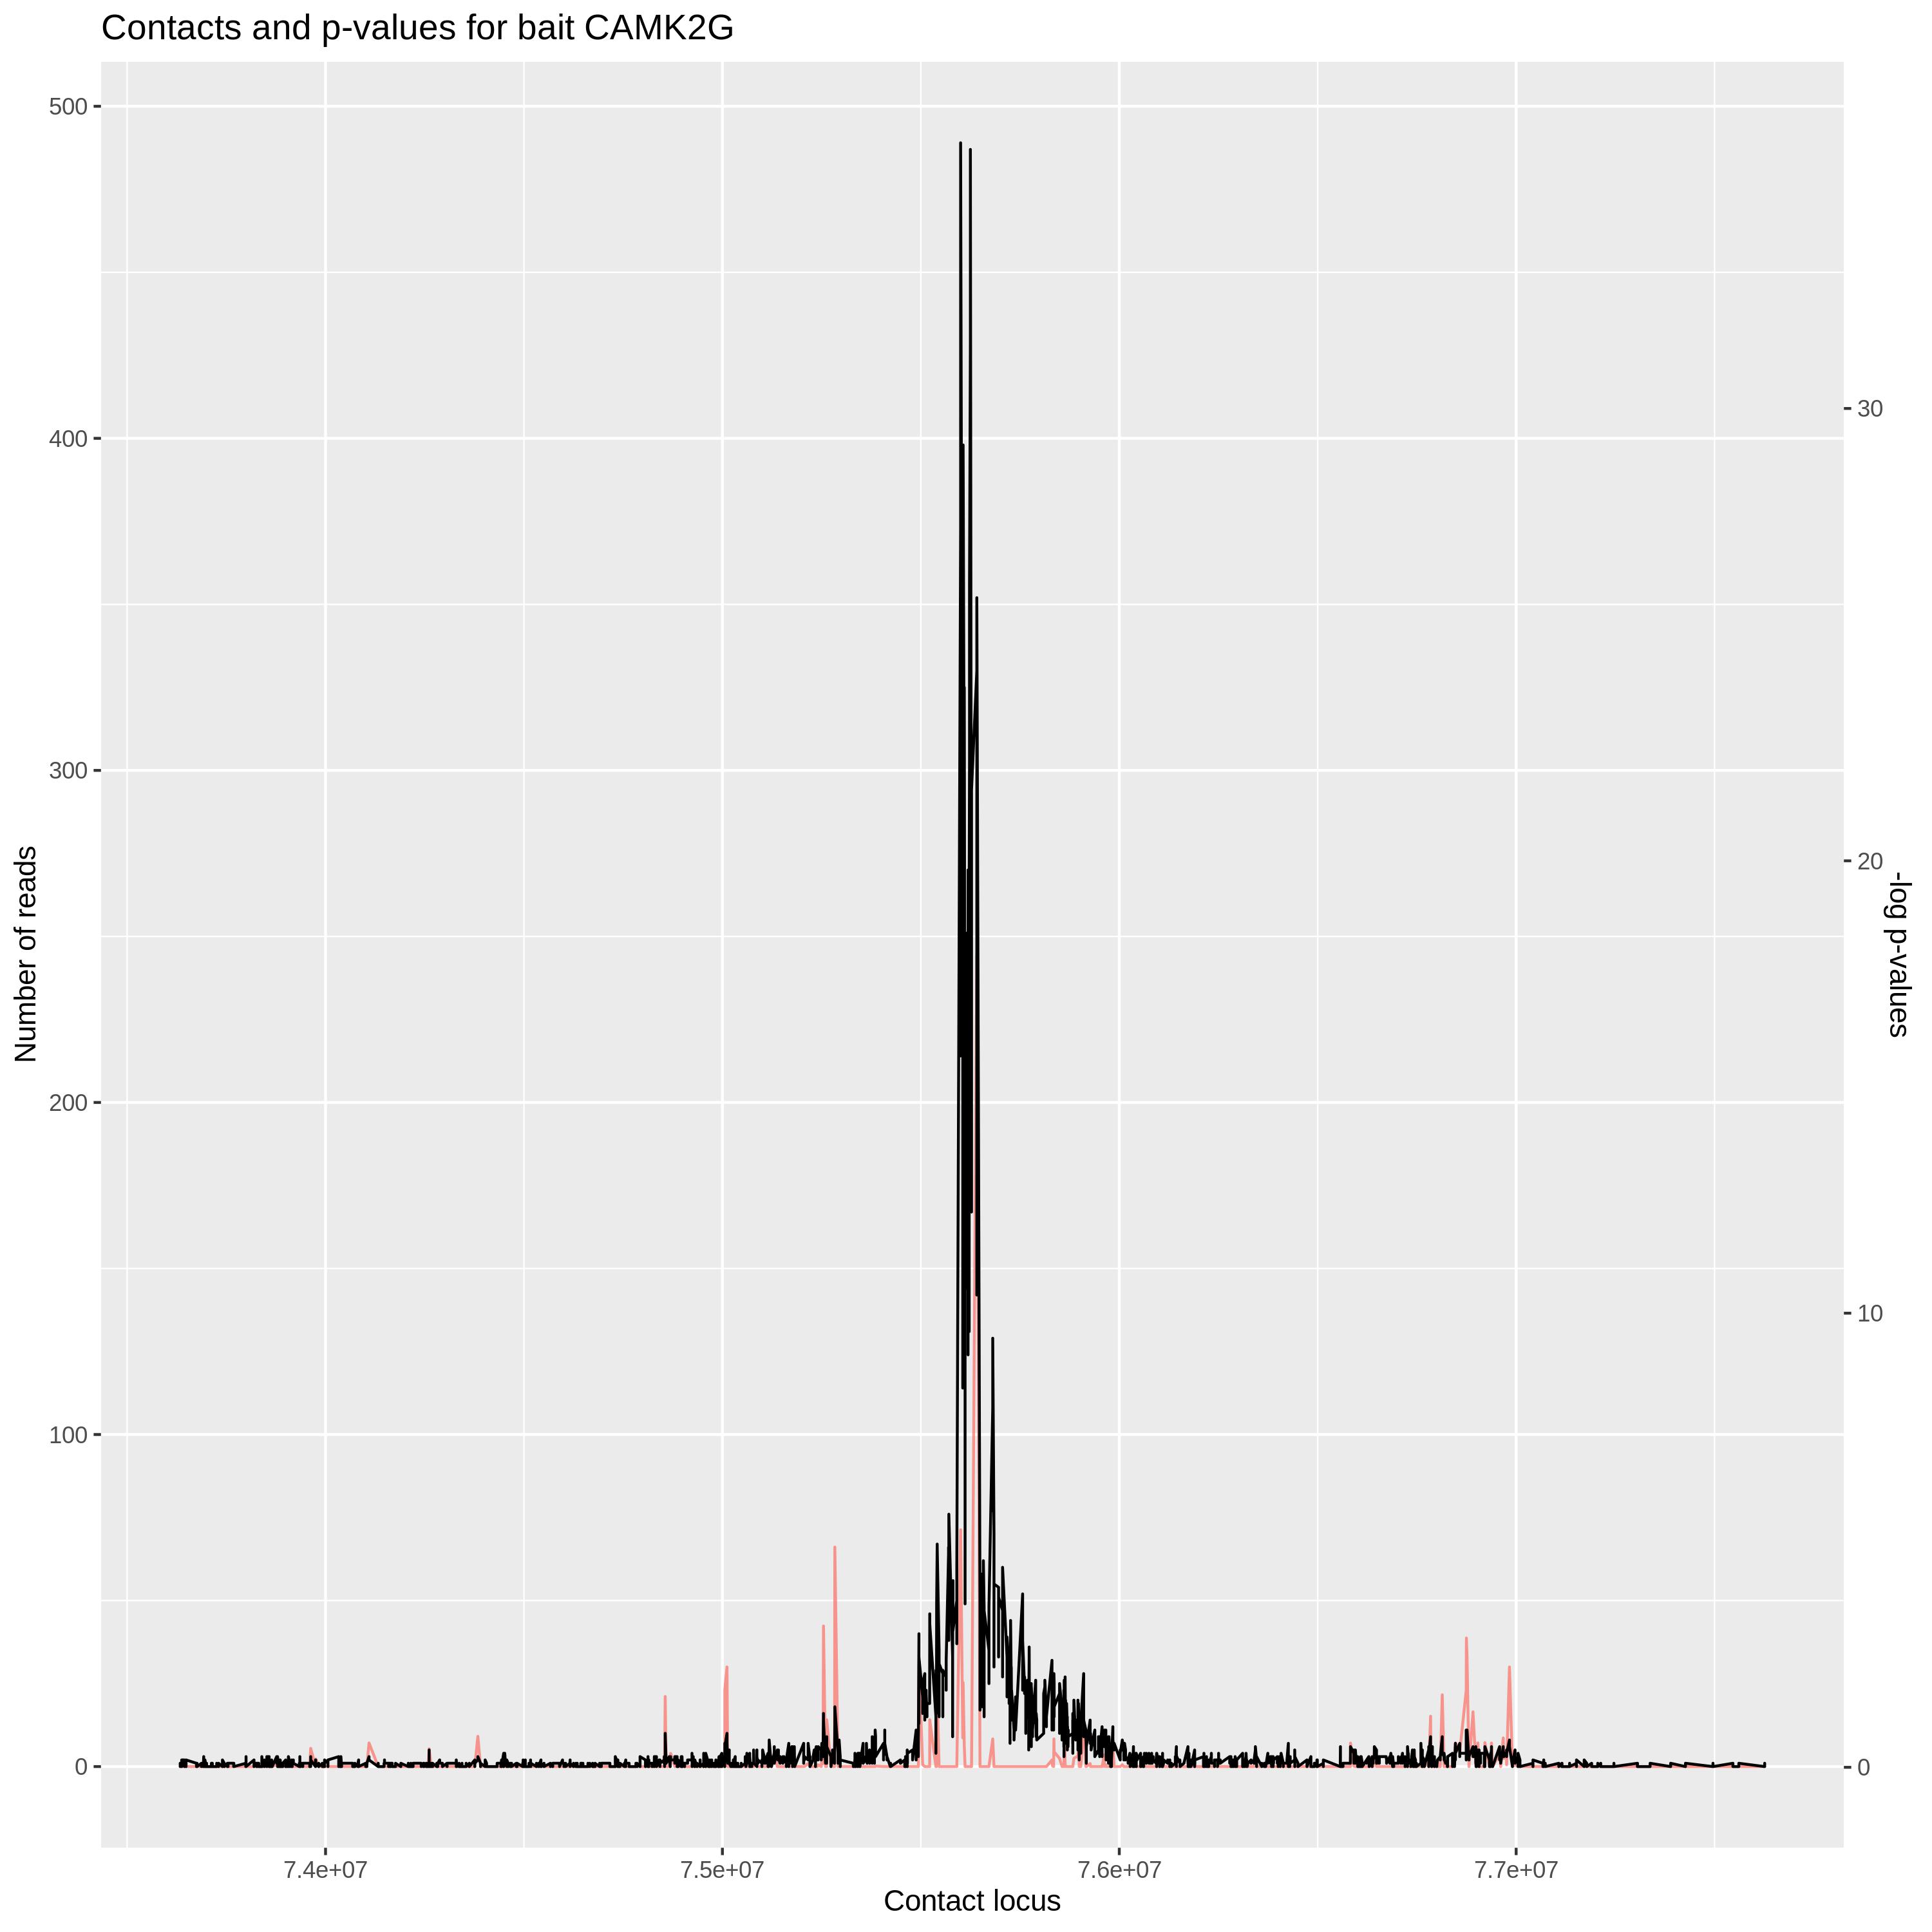 Contacts and p-values for bait CAMK2G
500
400
300
200
100
0
Number of reads
30
20
10
0
-log p-values
7.4e+07 7.5e+07 7.6e+07 7.7e+07
Contact locus